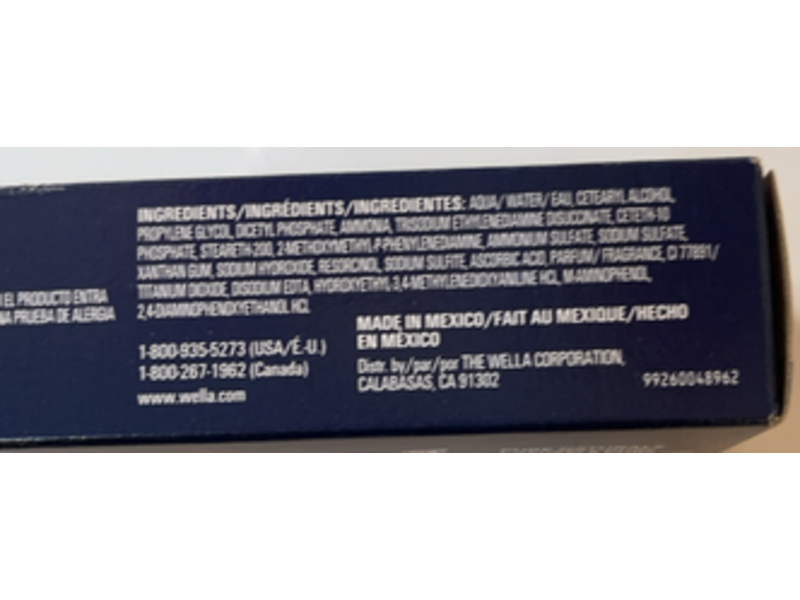 INGREDIENTS/INGRÉDIENTS/INGREDIENTES: AQUA/ WATER/ EAU, CETEARYL ALCOHOL,
PROPYLENE GLYCOL, DICETYL PHOSPHATE, AMMONIA, TRISODIUM ETHYLENEDIAMINE DISUCCINATE, CETETH-10
PHOSPHATE, STEARETH-200, 2-METHOXYMETHYL-P-PHENYLENEDIAMINE, AMMONIUM SULFATE, SODIUM SULFATE,
XANTHAN GUM, SODIUM HYDROXIDE, RESORCINOL, SODIUM SULFITE, ASCORBIC ACID, PARFUM/ FRAGRANCE, CI 77891/
TITANIUM DIOXIDE, DISODIUM EDTA, HYDROXYETHYL-3,4-METHYLENEDIOXYANILINE HCL, M-AMINOPHENOL,
2,4-DIAMINOPHENOXYETHANOL HCL
I EL PRODUCTO ENTRA
NA PRUEBA DE ALERGIA
1-800-935-5273 (USA/É.-U.)
1-800-267-1962 (Canada)
www.wella.com
MADE IN MEXICO/FAIT AU MEXIQUE/HECHO
EN MÉXICO
Distr. by/par/por THE WELLA CORPORATION,
CALABASAS, CA 91302
99260048962